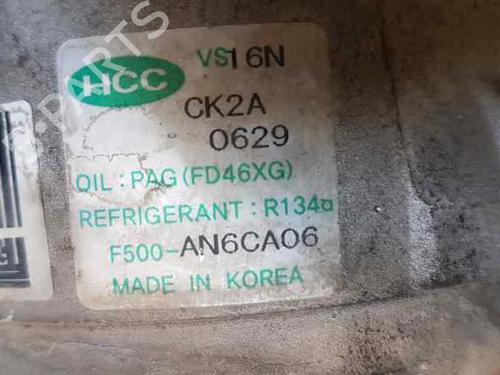 HCC
VS16N
CK2A
0629
OIL : PAG (FD46XG)
REFRIGERANT : R134a
F500-AN6CA06
MADE IN KOREA